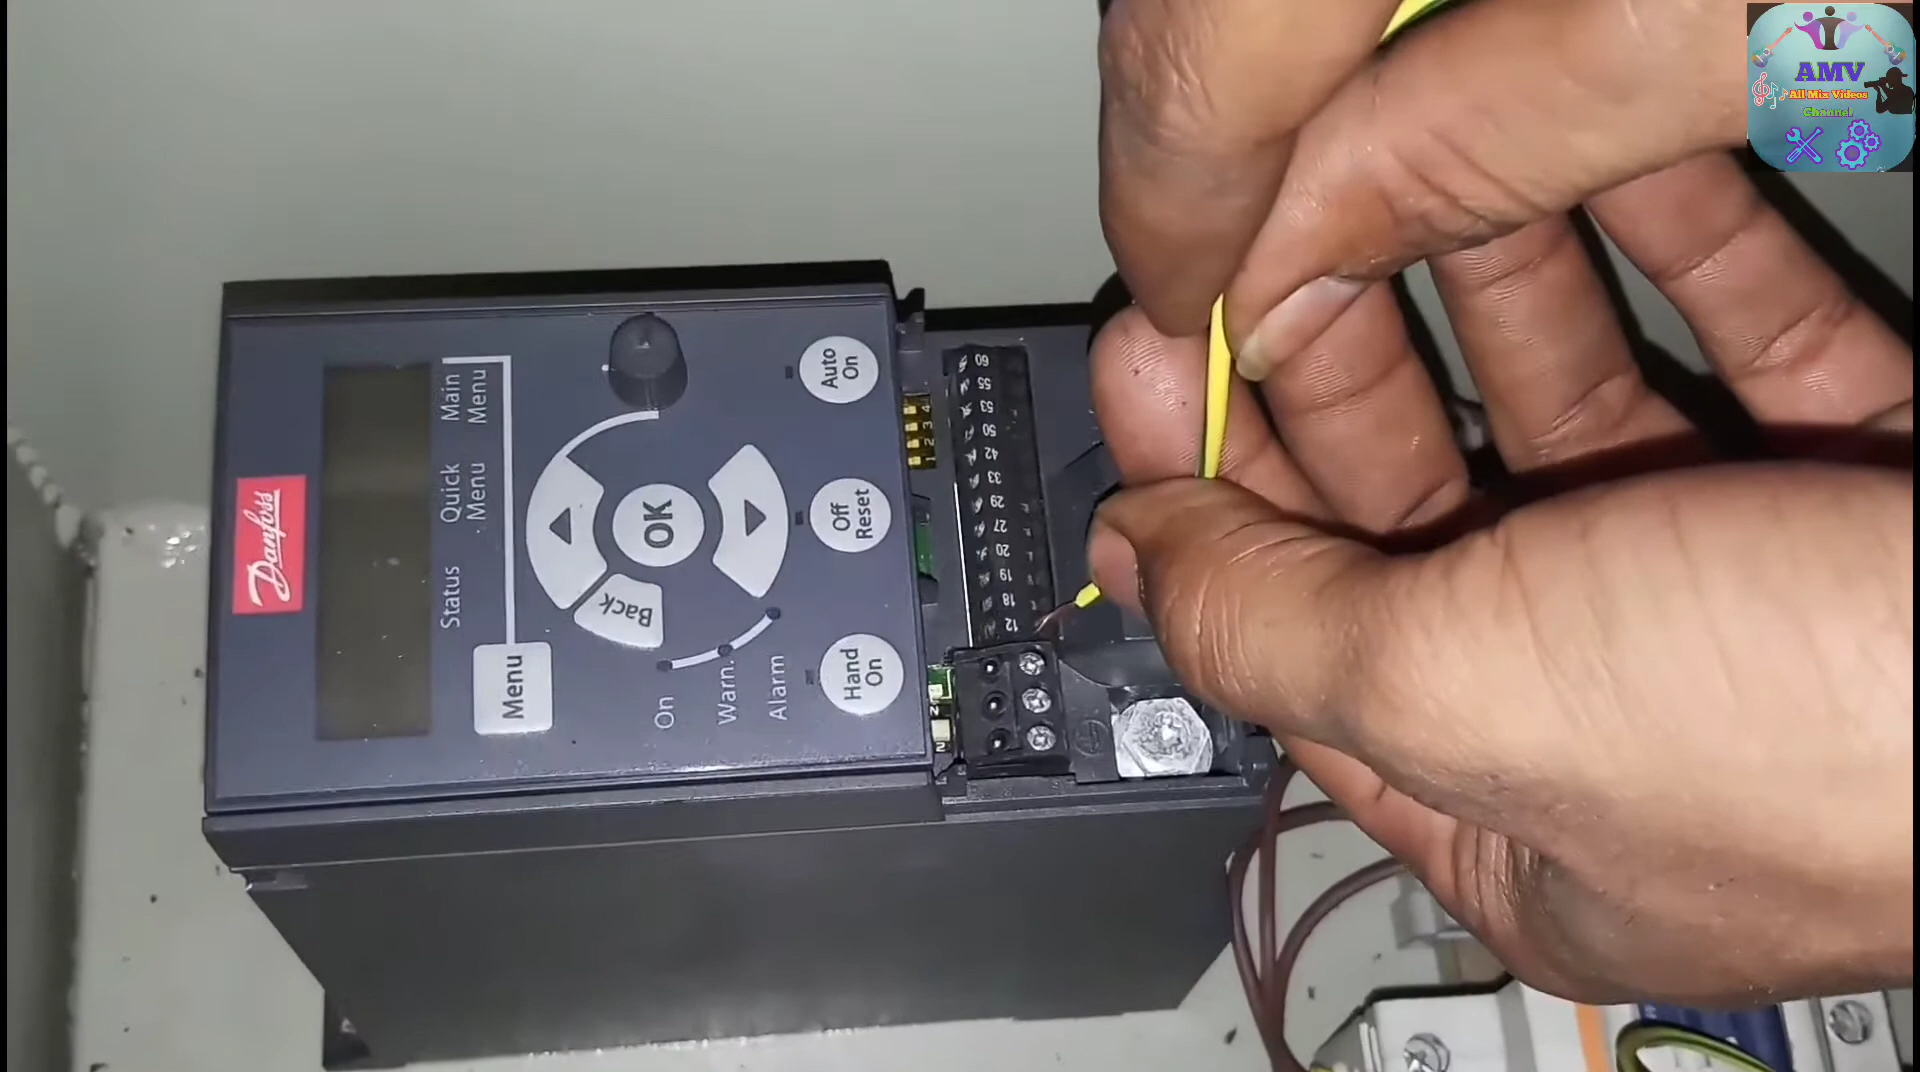 AMV
All Mix Videos
Channel
Danfoss
Status
Quick
Menu
Main
Menu
Menu
Back
OK
On
Warn.
Alarm
Hand
On
Off
Reset
Auto
On
1 2 3 4
12 18 19 20 27 29 33 42 50 53 55 60